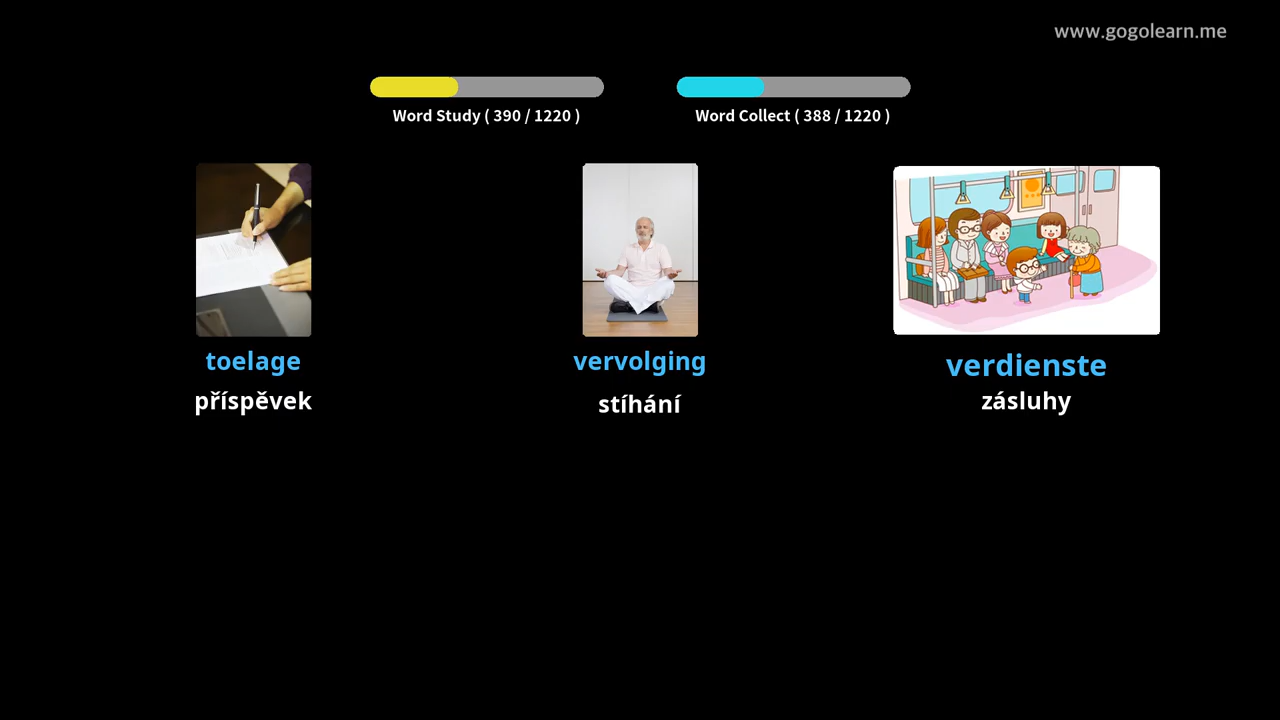 www.gogolearn.me
Word Study ( 390 / 1220 )
Word Collect ( 388 / 1220 )
toelage
vervolging
verdienste
příspěvek
stíhání
zásluhy